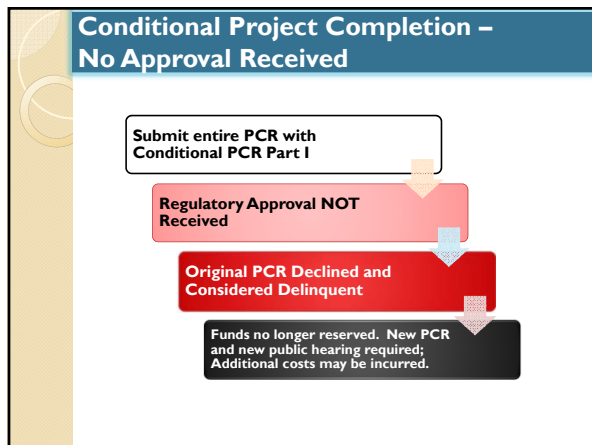 Conditional Project Completion –
No Approval Received
Submit entire PCR with
Conditional PCR Part I
Regulatory Approval NOT
Received
Original PCR Declined and
Considered Delinquent
Funds no longer reserved. New PCR
and new public hearing required;
Additional costs may be incurred.